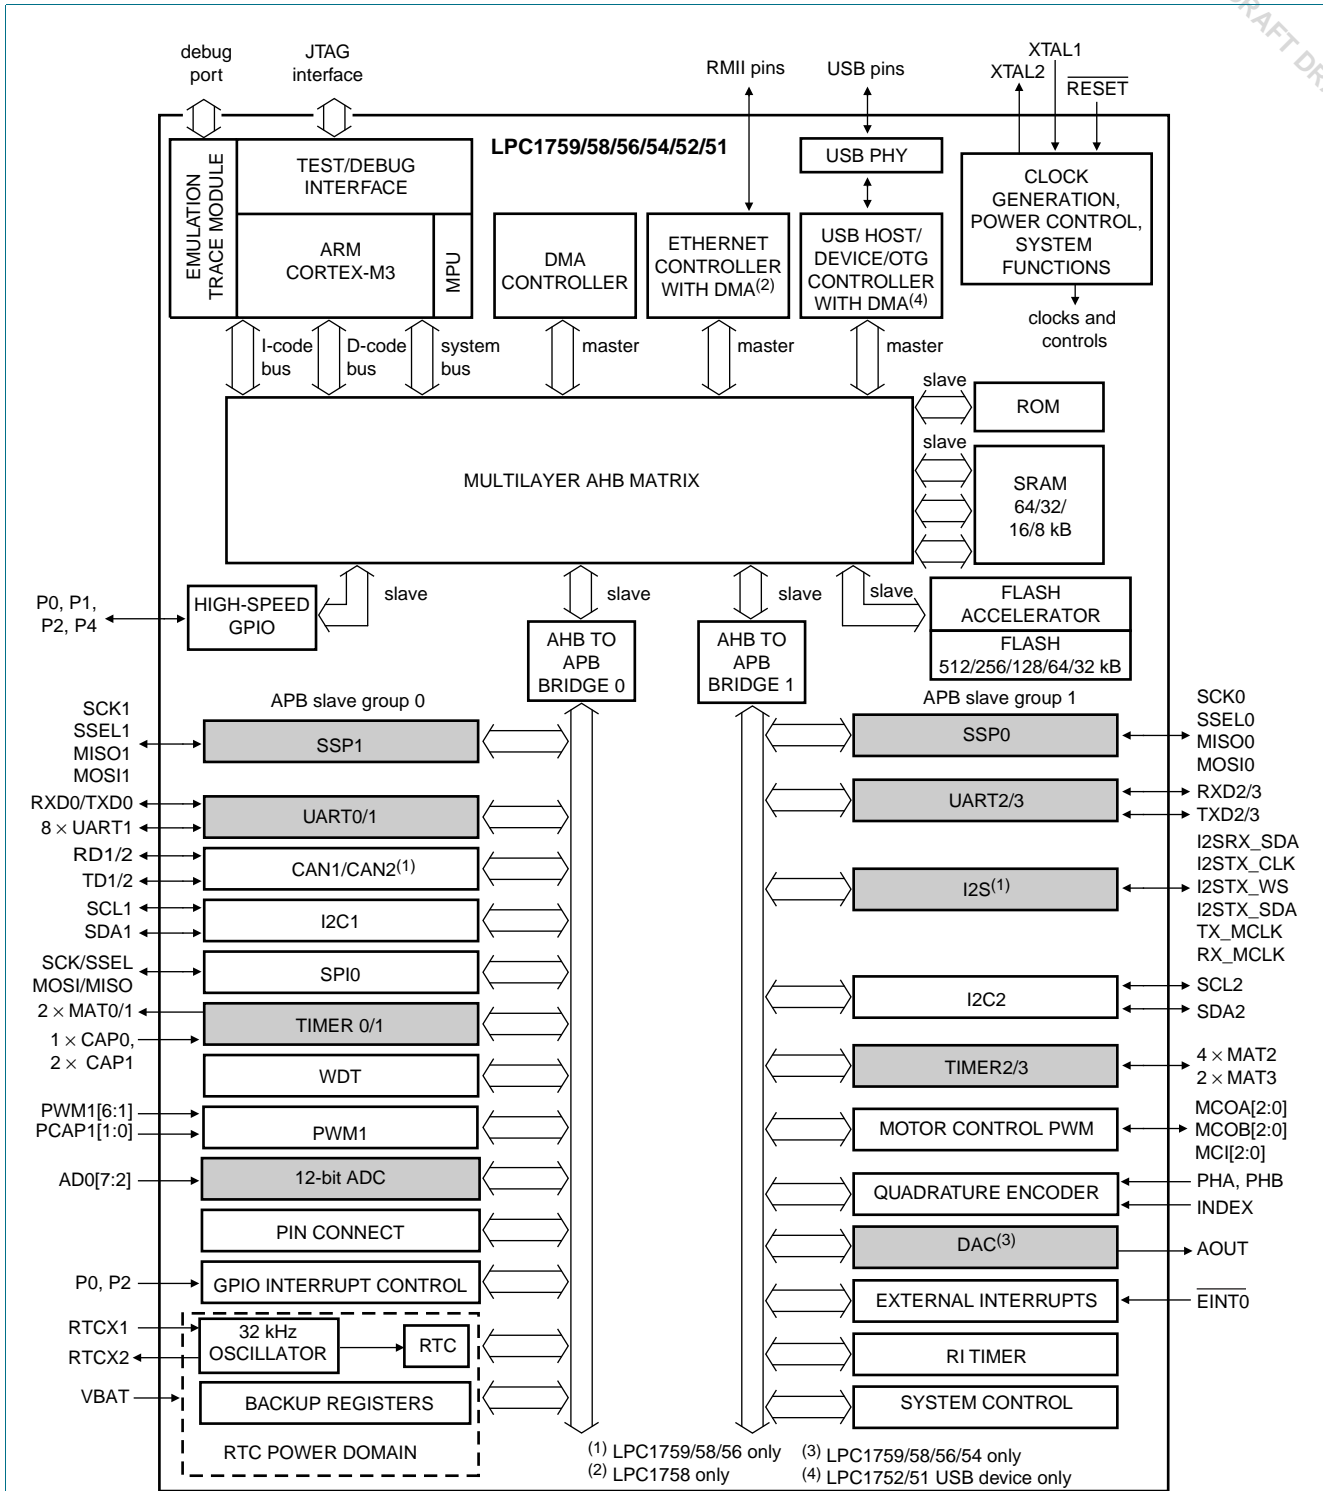 DRAFT DR
debug
port
JTAG
interface
RMII pins
USB pins
XTAL1
XTAL2
RESET
LPC1759/58/56/54/52/51
EMULATION
TRACE MODULE
TEST/DEBUG
INTERFACE
ARM
CORTEX-M3
MPU
DMA
CONTROLLER
ETHERNET
CONTROLLER
WITH DMA(2)
USB PHY
USB HOST/
DEVICE/OTG
CONTROLLER
WITH DMA(4)
CLOCK
GENERATION,
POWER CONTROL,
SYSTEM
FUNCTIONS
clocks and
controls
I-code
bus
D-code
bus
system
bus
master
master
master
MULTILAYER AHB MATRIX
slave
ROM
slave
SRAM
64/32/
16/8 kB
P0, P1,
P2, P4
HIGH-SPEED
GPIO
slave
slave
slave
slave
AHB TO
APB
BRIDGE 0
AHB TO
APB
BRIDGE 1
FLASH
ACCELERATOR
FLASH
512/256/128/64/32 kB
APB slave group 0
SCK1
SSEL1
MISO1
MOSI1
SSP1
RXD0/TXD0
8 × UART1
UART0/1
RD1/2
TD1/2
CAN1/CAN2(1)
SCL1
SDA1
I2C1
SCK/SSEL
MOSI/MISO
SPI0
2 × MAT0/1
1 × CAP0,
2 × CAP1
TIMER 0/1
WDT
PWM1[6:1]
PCAP1[1:0]
PWM1
AD0[7:2]
12-bit ADC
PIN CONNECT
P0, P2
GPIO INTERRUPT CONTROL
RTCX1
RTCX2
32 kHz
OSCILLATOR
RTC
VBAT
BACKUP REGISTERS
RTC POWER DOMAIN
APB slave group 1
SSP0
SCK0
SSEL0
MISO0
MOSI0
UART2/3
RXD2/3
TXD2/3
I2S(1)
I2SRX_SDA
I2STX_CLK
I2STX_WS
I2STX_SDA
TX_MCLK
RX_MCLK
I2C2
SCL2
SDA2
TIMER2/3
4 × MAT2
2 × MAT3
MOTOR CONTROL PWM
MCOA[2:0]
MCOB[2:0]
MCI[2:0]
QUADRATURE ENCODER
PHA, PHB
INDEX
DAC(3)
AOUT
EXTERNAL INTERRUPTS
EINT0
RI TIMER
SYSTEM CONTROL
(1) LPC1759/58/56 only
(2) LPC1758 only
(3) LPC1759/58/56/54 only
(4) LPC1752/51 USB device only